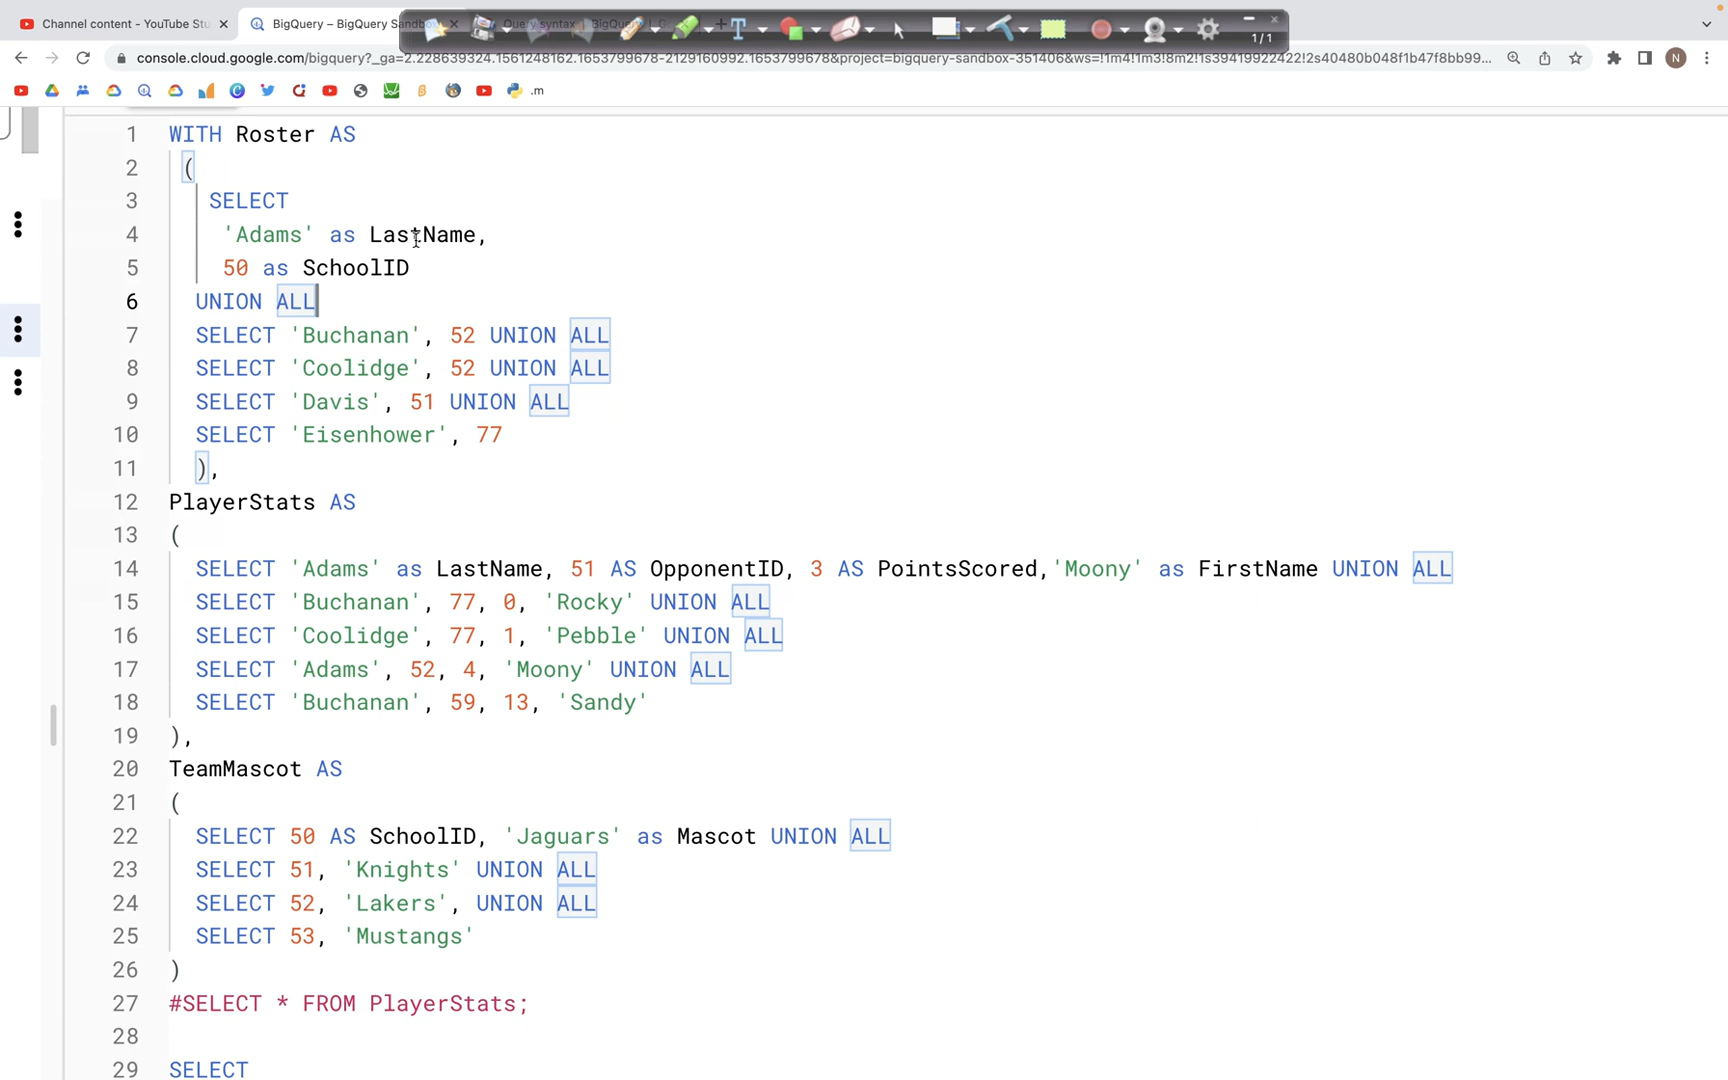 Channel content - YouTube Stu
BigQuery – BigQuery Sandbo
Query syntax | BigQuery
1/1
console.cloud.google.com/bigquery?_ga=2.228639324.1561248162.1653799678-2129160992.1653799678&project=bigquery-sandbox-351406&ws=!1m4!1m3!8m2!1s39419922422!2s40480b048f1b47f8bb99...
N
.m
1 WITH Roster AS
2 (
3 SELECT
4 'Adams' as LastName,
5 50 as SchoolID
6 UNION ALL
7 SELECT 'Buchanan', 52 UNION ALL
8 SELECT 'Coolidge', 52 UNION ALL
9 SELECT 'Davis', 51 UNION ALL
10 SELECT 'Eisenhower', 77
11 ),
12 PlayerStats AS
13 (
14 SELECT 'Adams' as LastName, 51 AS OpponentID, 3 AS PointsScored,'Moony' as FirstName UNION ALL
15 SELECT 'Buchanan', 77, 0, 'Rocky' UNION ALL
16 SELECT 'Coolidge', 77, 1, 'Pebble' UNION ALL
17 SELECT 'Adams', 52, 4, 'Moony' UNION ALL
18 SELECT 'Buchanan', 59, 13, 'Sandy'
19 ),
20 TeamMascot AS
21 (
22 SELECT 50 AS SchoolID, 'Jaguars' as Mascot UNION ALL
23 SELECT 51, 'Knights' UNION ALL
24 SELECT 52, 'Lakers', UNION ALL
25 SELECT 53, 'Mustangs'
26 )
27 #SELECT * FROM PlayerStats;
28
29 SELECT